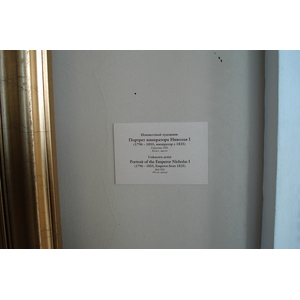 Неизвестный художник
Портрет императора Николая I
(1796 - 1855, император с 1825)
Unknown artist
Portrait of the Emperor Nicholas I
(1796 - 1855, Emperor from 1825)